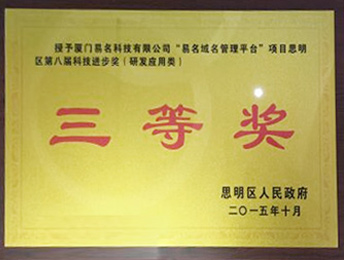 授予厦门易名科技有限公司“易名域名管理平台”项目思明
区第八届科技进步奖（研发应用类）
三等奖
思明区人民政府
二〇一五年十月